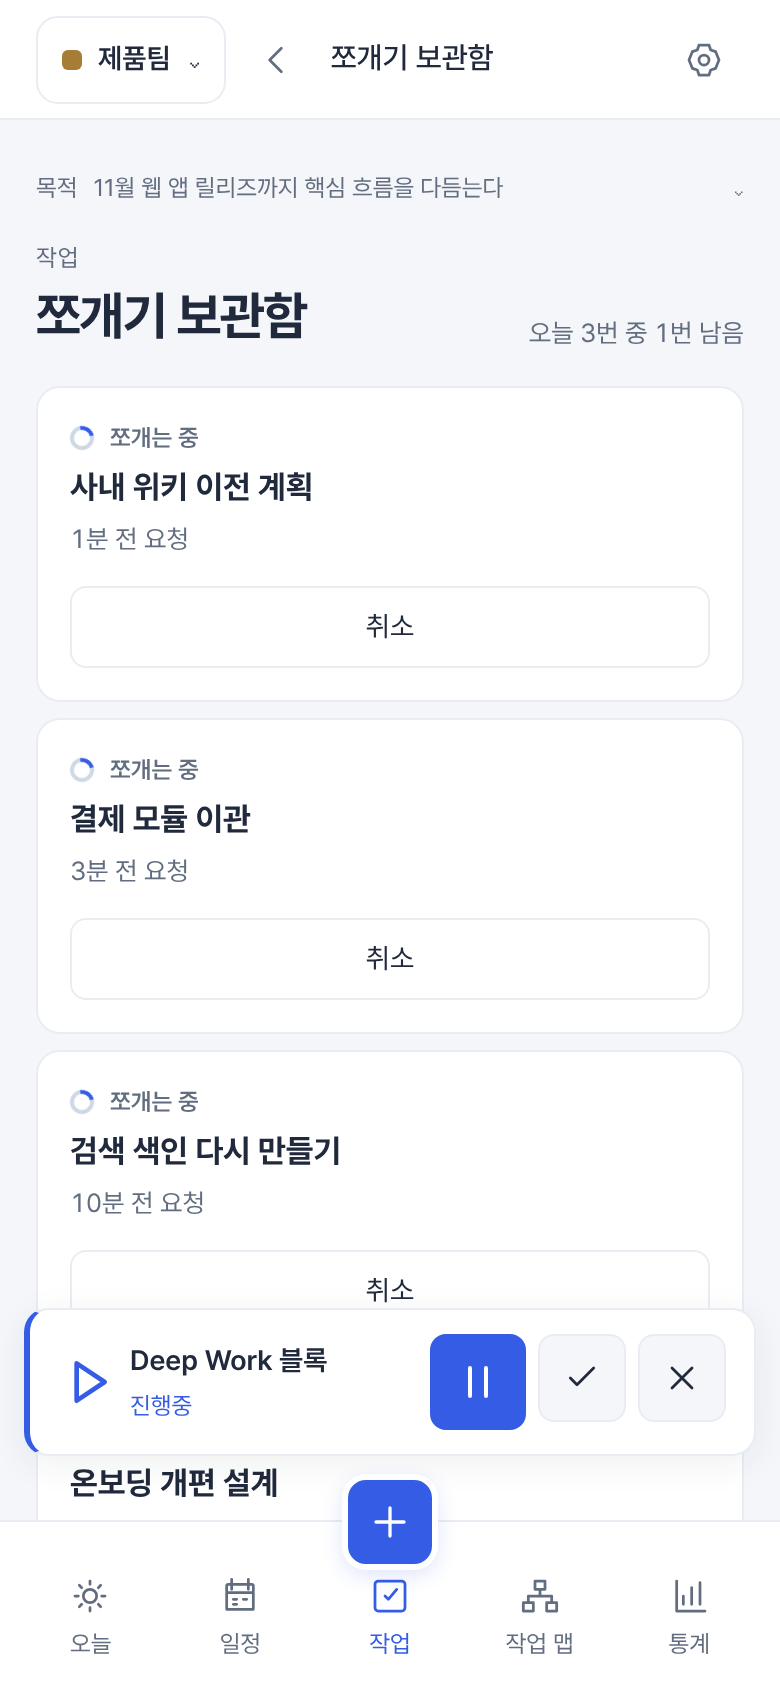 제품팀
쪼개기 보관함
목적 11월 웹 앱 릴리즈까지 핵심 흐름을 다듬는다
작업
쪼개기 보관함
오늘 3번 중 1번 남음
쪼개는 중
사내 위키 이전 계획
1분 전 요청
취소
쪼개는 중
결제 모듈 이관
3분 전 요청
취소
쪼개는 중
검색 색인 다시 만들기
10분 전 요청
취소
Deep Work 블록
진행중
온보딩 개편 설계
오늘
일정
작업
작업 맵
통계